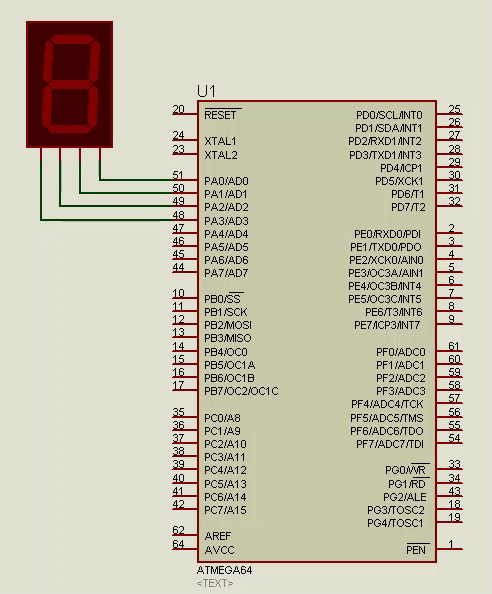 U1
20 RESET
24 XTAL1
23 XTAL2
51 PA0/AD0
50 PA1/AD1
49 PA2/AD2
48 PA3/AD3
47 PA4/AD4
46 PA5/AD5
45 PA6/AD6
44 PA7/AD7
10 PB0/SS
11 PB1/SCK
12 PB2/MOSI
13 PB3/MISO
14 PB4/OC0
15 PB5/OC1A
16 PB6/OC1B
17 PB7/OC2/OC1C
35 PC0/A8
36 PC1/A9
37 PC2/A10
38 PC3/A11
39 PC4/A12
40 PC5/A13
41 PC6/A14
42 PC7/A15
62 AREF
64 AVCC
PD0/SCL/INT0 25
PD1/SDA/INT1 26
PD2/RXD1/INT2 27
PD3/TXD1/INT3 28
PD4/ICP1 29
PD5/XCK1 30
PD6/T1 31
PD7/T2 32
PE0/RXD0/PDI 2
PE1/TXD0/PDO 3
PE2/XCK0/AIN0 4
PE3/OC3A/AIN1 5
PE4/OC3B/INT4 6
PE5/OC3C/INT5 7
PE6/T3/INT6 8
PE7/ICP3/INT7 9
PF0/ADC0 61
PF1/ADC1 60
PF2/ADC2 59
PF3/ADC3 58
PF4/ADC4/TCK 57
PF5/ADC5/TMS 56
PF6/ADC6/TDO 55
PF7/ADC7/TDI 54
PG0/WR 33
PG1/RD 34
PG2/ALE 43
PG3/TOSC2 18
PG4/TOSC1 19
PEN 1
ATMEGA64
<TEXT>